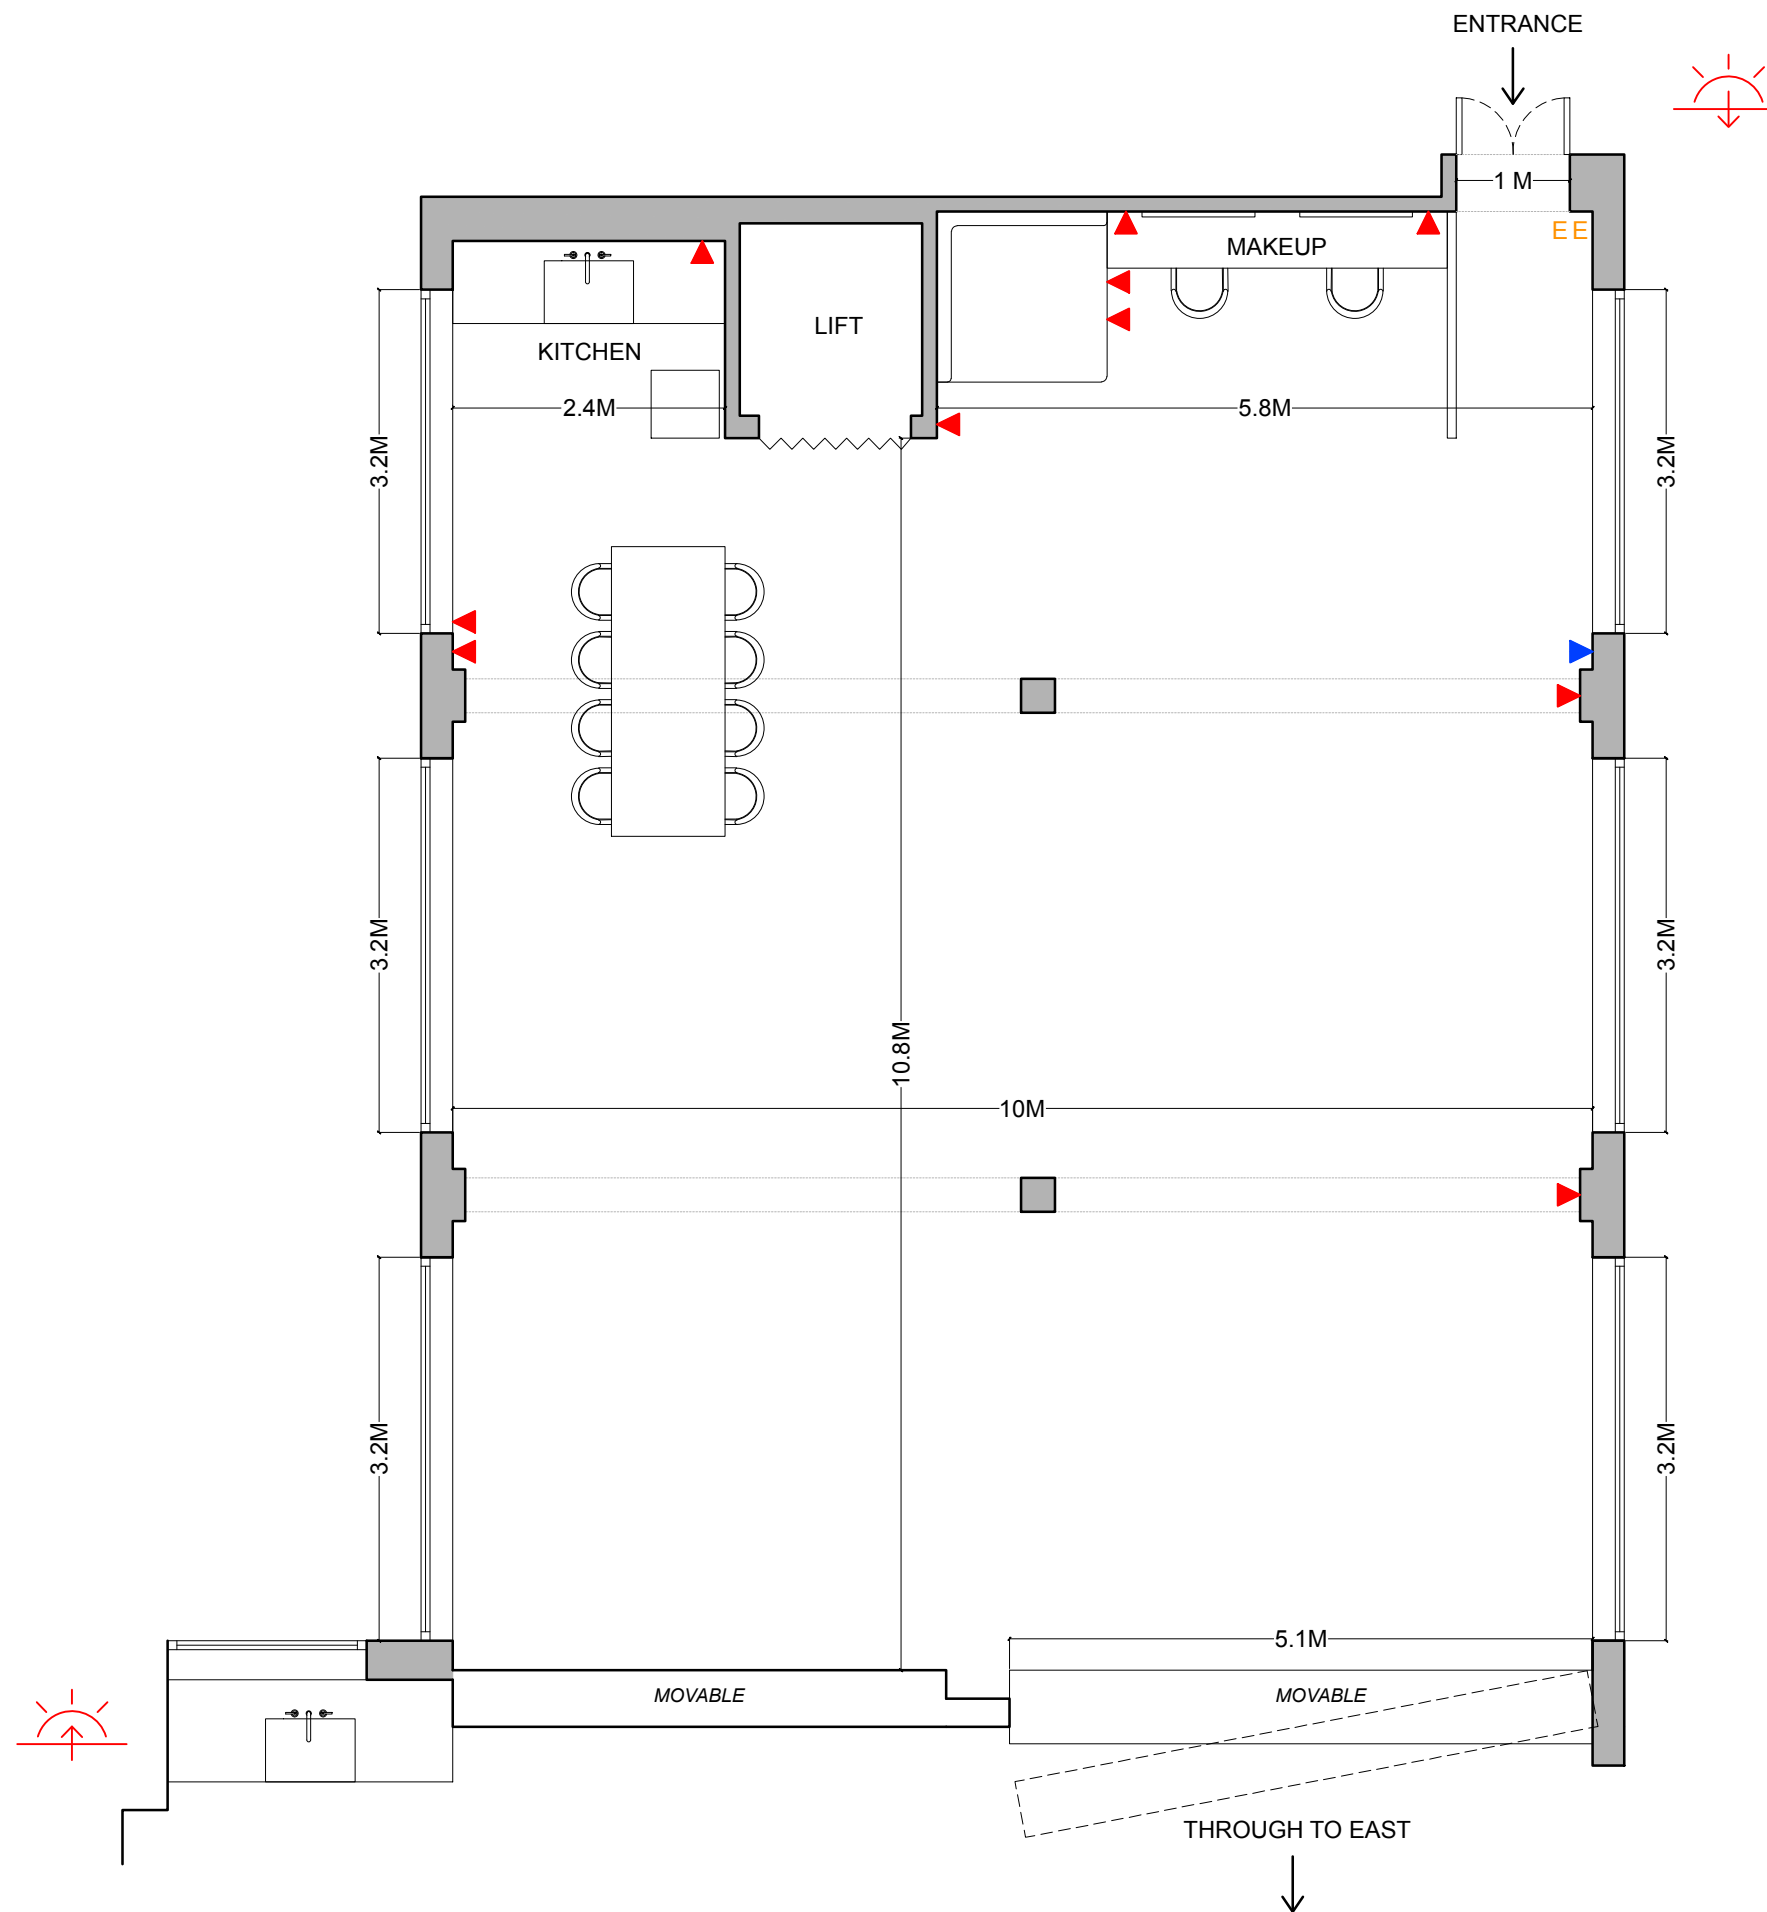 ENTRANCE
1 M
E E
MAKEUP
LIFT
KITCHEN
2.4M
5.8M
3.2M
3.2M
3.2M
3.2M
10.8M
10M
3.2M
3.2M
5.1M
MOVABLE
MOVABLE
THROUGH TO EAST